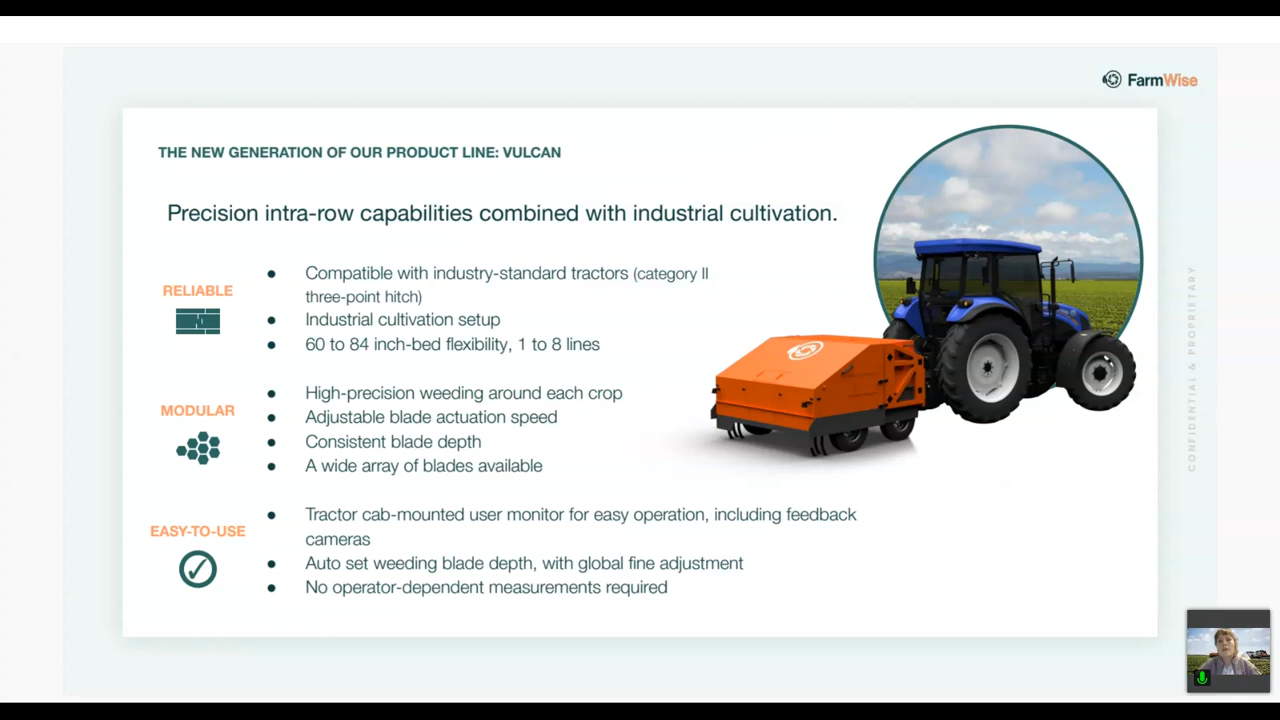 FarmWise
THE NEW GENERATION OF OUR PRODUCT LINE: VULCAN
Precision intra-row capabilities combined with industrial cultivation.
RELIABLE
● Compatible with industry-standard tractors (category II
three-point hitch)
● Industrial cultivation setup
● 60 to 84 inch-bed flexibility, 1 to 8 lines
MODULAR
● High-precision weeding around each crop
● Adjustable blade actuation speed
● Consistent blade depth
● A wide array of blades available
EASY-TO-USE
● Tractor cab-mounted user monitor for easy operation, including feedback
cameras
● Auto set weeding blade depth, with global fine adjustment
● No operator-dependent measurements required
CONFIDENTIAL & PROPRIETARY